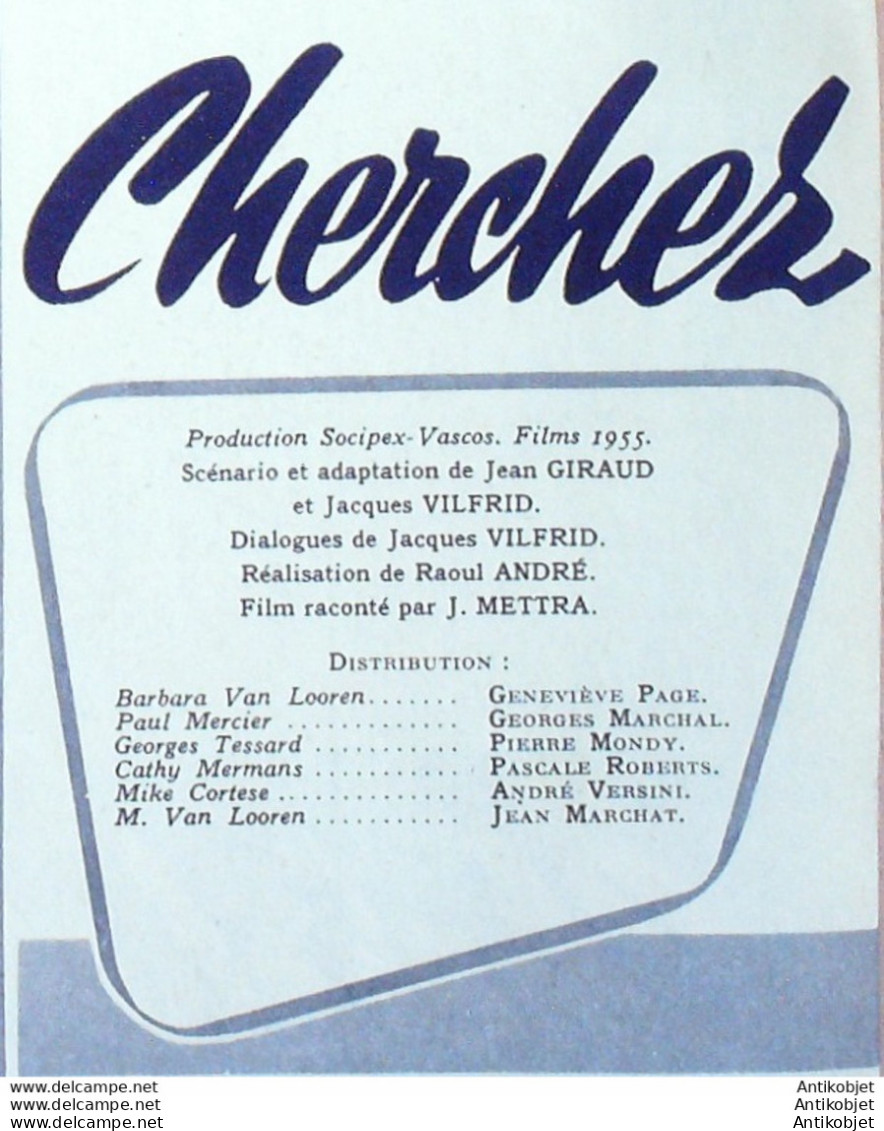 Cherchez
Production Socipex-Vascos. Films 1955.
Scénario et adaptation de Jean GIRAUD
et Jacques VILFRID.
Dialogues de Jacques VILFRID.
Réalisation de Raoul ANDRÉ.
Film raconté par J. METTRA.
DISTRIBUTION :
Barbara Van Looren....... GENEVIÈVE PAGE.
Paul Mercier ............. GEORGES MARCHAL.
Georges Tessard ........... PIERRE MONDY.
Cathy Mermans ........... PASCALE ROBERTS.
Mike Cortese .............. ANDRÉ VERSINI.
M. Van Looren ........... JEAN MARCHAT.
www.delcampe.net Antikobjet
www.delcampe.net Antikobjet
www.delcampe.net Antikobjet